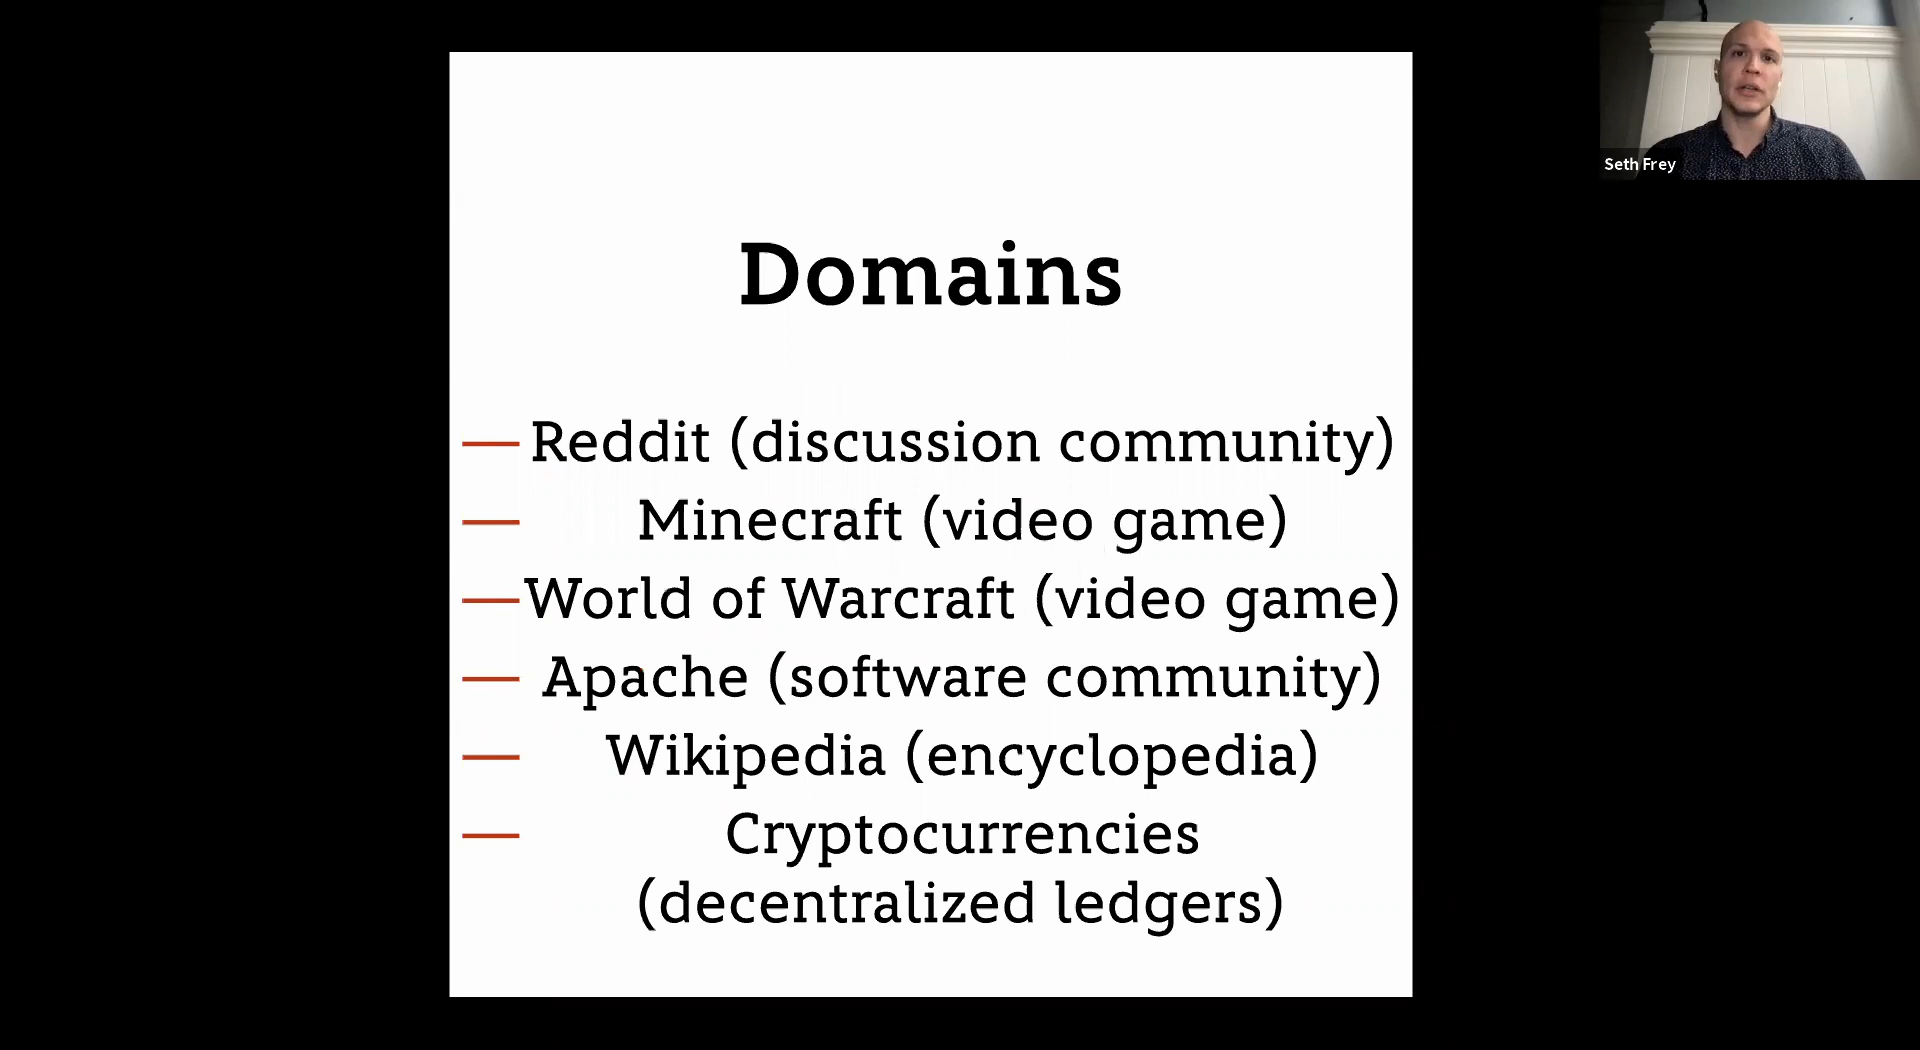 Domains
Reddit (discussion community)
Minecraft (video game)
World of Warcraft (video game)
Apache (software community)
Wikipedia (encyclopedia)
Cryptocurrencies
(decentralized ledgers)
Seth Frey